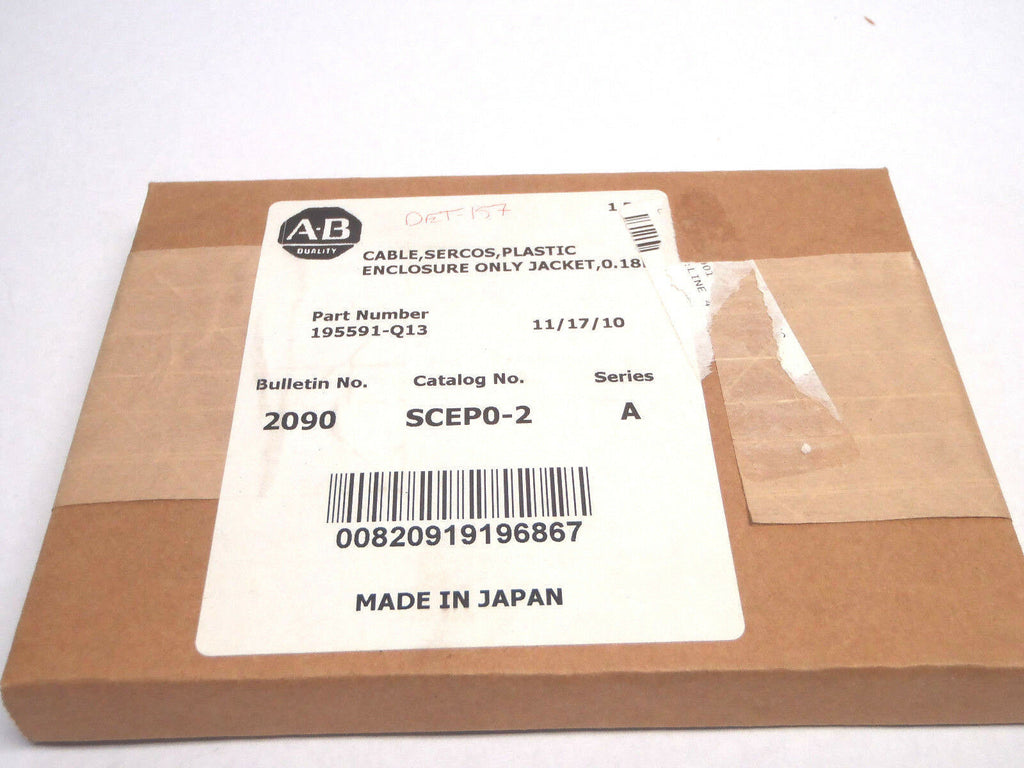 A-B
QUALITY
DET-157
CABLE,SERCOS,PLASTIC
ENCLOSURE ONLY JACKET,0.18
Part Number
195591-Q13
11/17/10
Bulletin No.
Catalog No.
Series
2090
SCEP0-2
A
00820919196867
MADE IN JAPAN